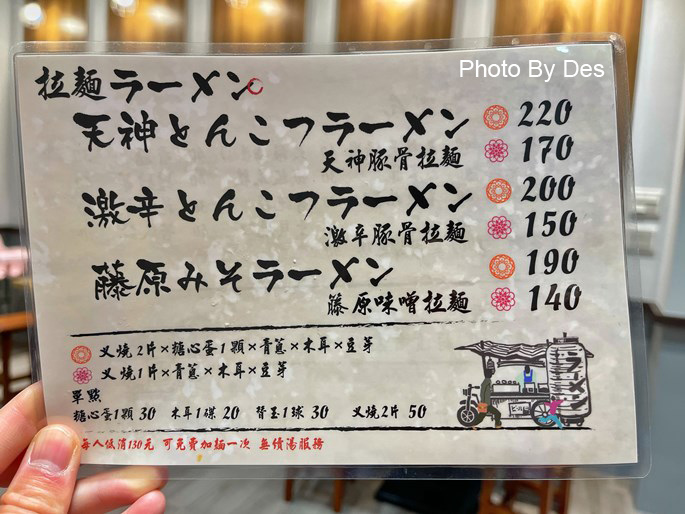 Photo By Des
拉麵ラーメン
天神とんこつラーメン 220
天神豚骨拉麵 170
激辛とんこつラーメン 200
激辛豚骨拉麵 150
藤原みそラーメン 190
藤原味噌拉麵 140
叉燒2片×糖心蛋1顆×青蔥×木耳×豆芽
叉燒1片×青蔥×木耳×豆芽
單點
糖心蛋1顆 30 木耳1碟 20 替玉1球 30 叉燒2片 50
每人低消130元 可免費加麵一次 無續湯服務
ラーメン